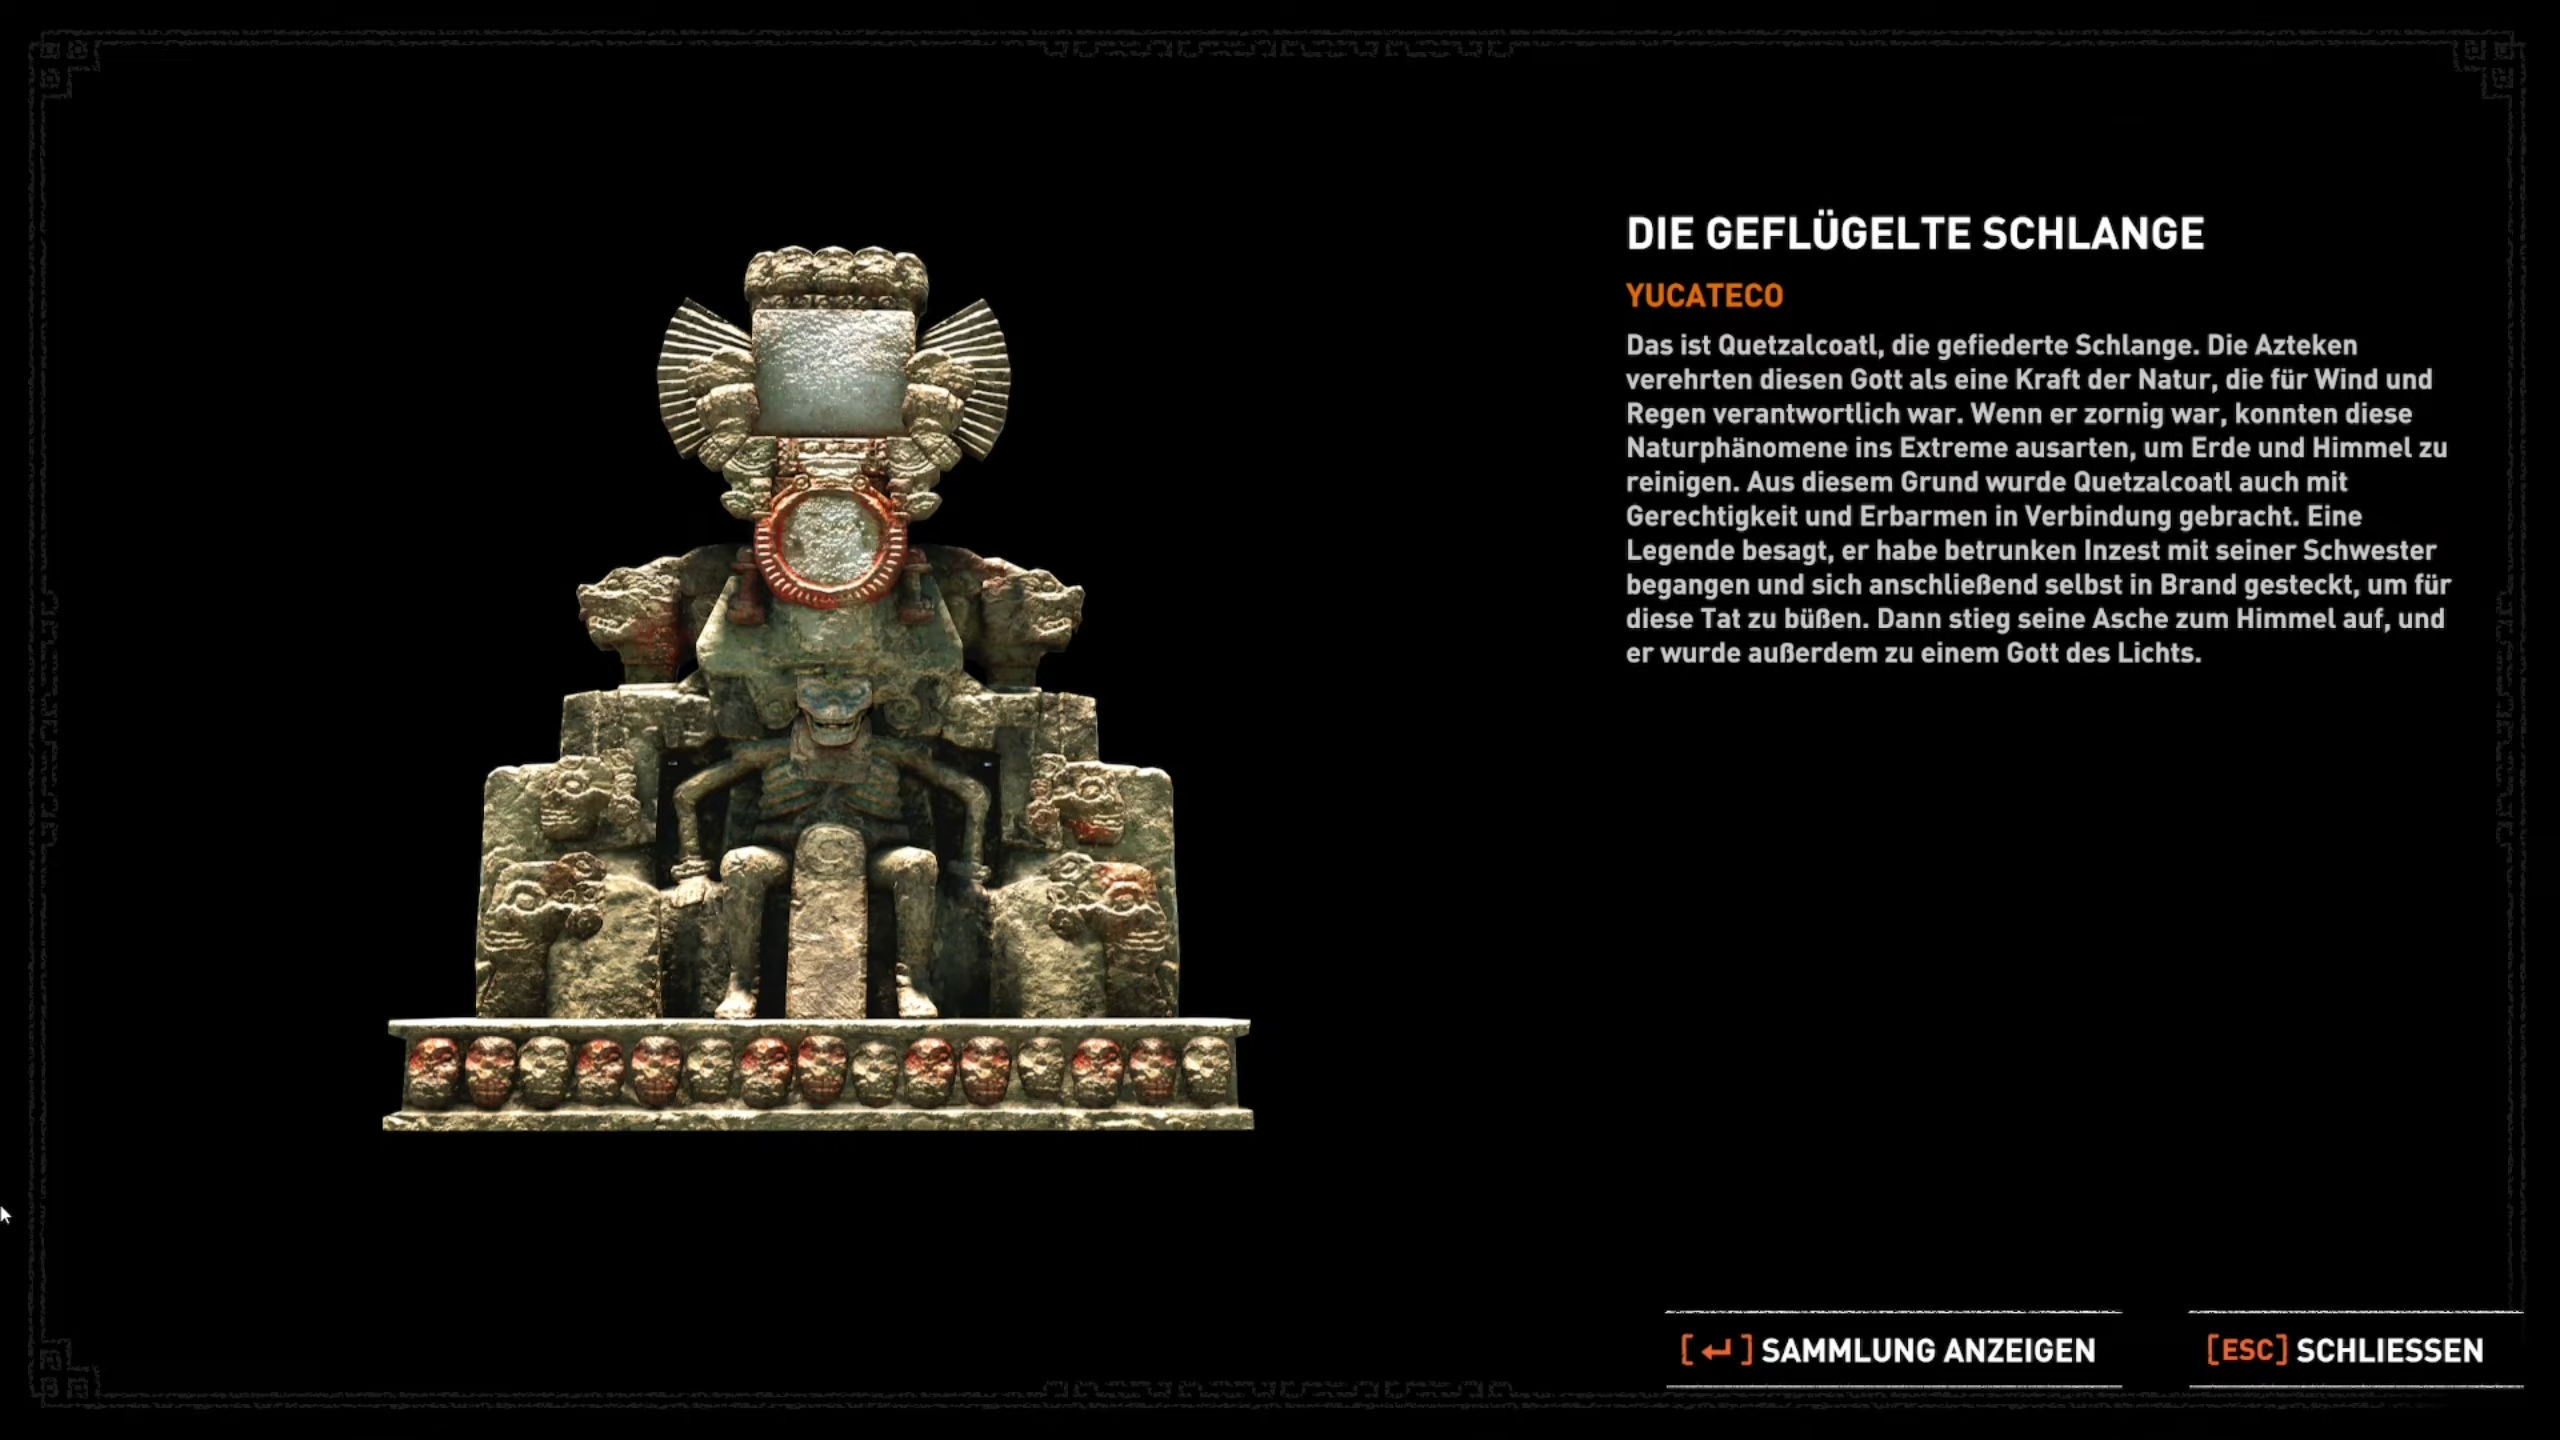 DIE GEFLÜGELTE SCHLANGE
YUCATECO
Das ist Quetzalcoatl, die gefiederte Schlange. Die Azteken
verehrten diesen Gott als eine Kraft der Natur, die für Wind und
Regen verantwortlich war. Wenn er zornig war, konnten diese
Naturphänomene ins Extreme ausarten, um Erde und Himmel zu
reinigen. Aus diesem Grund wurde Quetzalcoatl auch mit
Gerechtigkeit und Erbarmen in Verbindung gebracht. Eine
Legende besagt, er habe betrunken Inzest mit seiner Schwester
begangen und sich anschließend selbst in Brand gesteckt, um für
diese Tat zu büßen. Dann stieg seine Asche zum Himmel auf, und
er wurde außerdem zu einem Gott des Lichts.
[↵] SAMMLUNG ANZEIGEN
[ESC] SCHLIESSEN